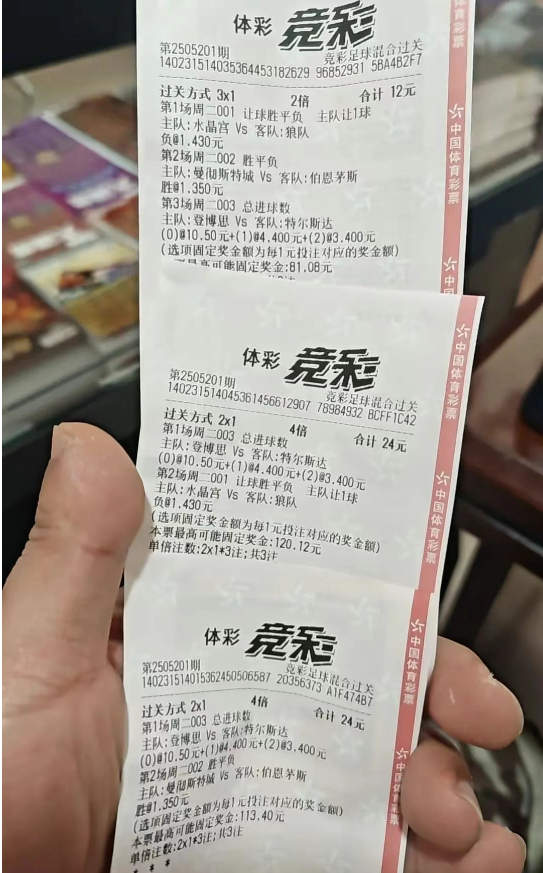 体彩 竞彩
第2505201期 竞彩足球混合过关
140231514035364453182629 96852931 5BA4B2F7
过关方式 3x1 2倍 合计 12元
第1场周二001 让球胜平负 主队让1球
主队:水晶宫 Vs 客队:狼队
负@1.430元
第2场周二002 胜平负
主队:曼彻斯特城 Vs 客队:伯恩茅斯
胜@1.350元
第3场周二003 总进球数
主队:登博思 Vs 客队:特尔斯达
(0)@10.50元+(1)@4.400元+(2)@3.400元
(选项固定奖金额为每1元投注对应的奖金额)
本票最高可能固定奖金:81.08元
体彩 竞彩
第2505201期 竞彩足球混合过关
140231514045361456612907 78984932 BCFF1C42
过关方式 2x1 4倍 合计 24元
第1场周二003 总进球数
主队:登博思 Vs 客队:特尔斯达
(0)@10.50元+(1)@4.400元+(2)@3.400元
第2场周二001 让球胜平负 主队让1球
主队:水晶宫 Vs 客队:狼队
负@1.430元
(选项固定奖金额为每1元投注对应的奖金额)
本票最高可能固定奖金:120.12元
单倍注数:2x1*3注;共3注
体彩 竞彩
第2505201期 竞彩足球混合过关
140231514015362450506587 20356373 A1F474B7
过关方式 2x1 4倍 合计 24元
第1场周二003 总进球数
主队:登博思 Vs 客队:特尔斯达
(0)@10.50元+(1)@4.400元+(2)@3.400元
第2场周二002 胜平负
主队:曼彻斯特城 Vs 客队:伯恩茅斯
胜@1.350元
(选项固定奖金额为每1元投注对应的奖金额)
本票最高可能固定奖金:113.40元
单倍注数:2x1*3注;共3注
* * *
体育彩票
中国体育彩票
中国
中国体育彩票
中国体育彩票
中国体育彩票
中国体育彩票